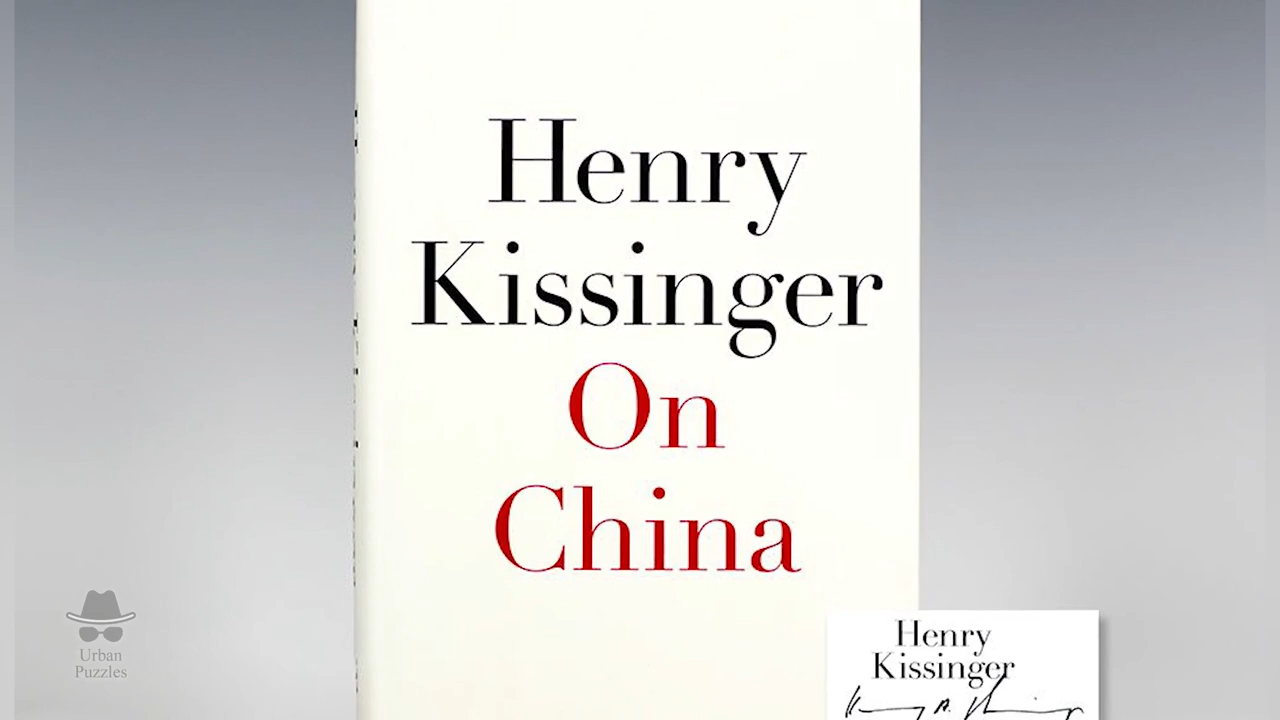 Henry
Kissinger
On
China
Henry
Kissinger
Urban
Puzzles